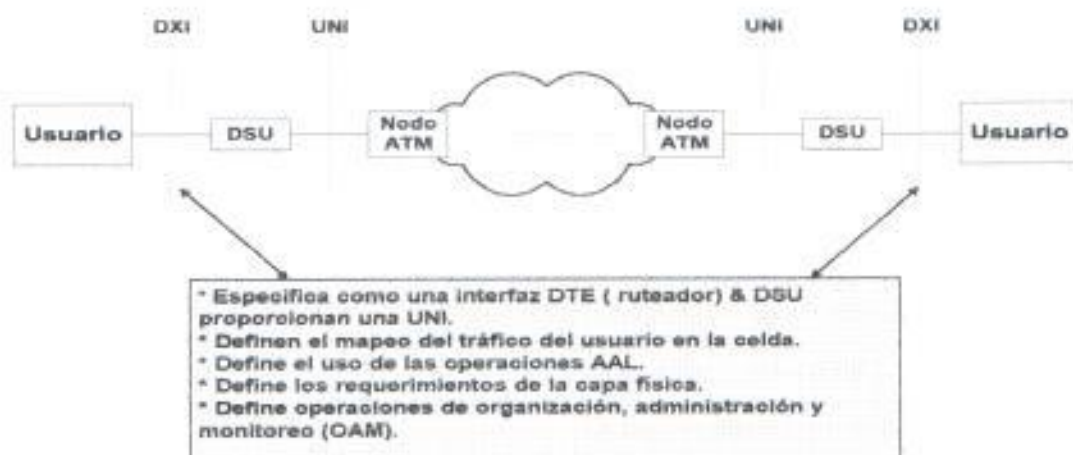 DXI UNI UNI DXI
Usuario DSU Nodo ATM Nodo ATM DSU Usuario
* Especifica como una interfaz DTE ( ruteador) & DSU
proporcionan una UNI.
* Definen el mapeo del tráfico del usuario en la celda.
* Define el uso de las operaciones AAL.
* Define los requerimientos de la capa física.
* Define operaciones de organización, administración y
monitoreo (OAM).